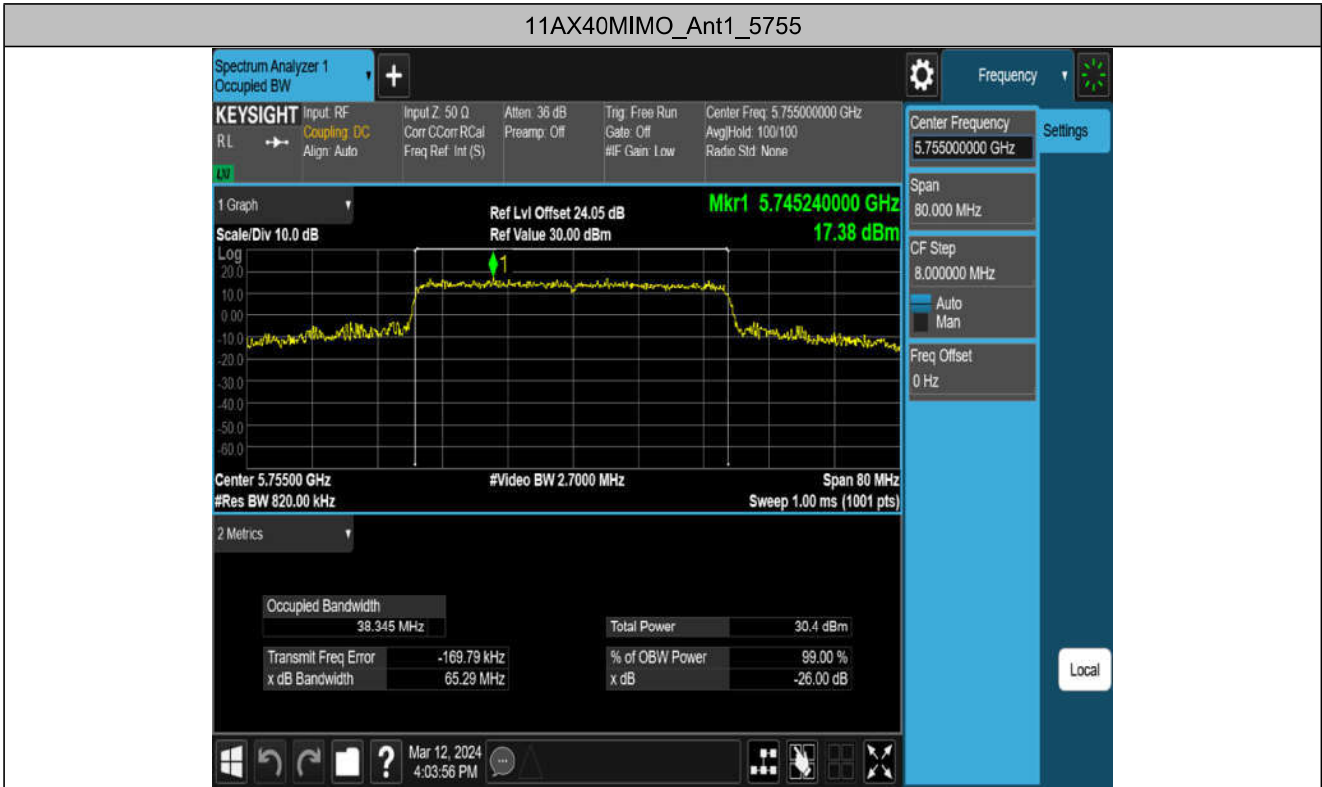 11AX40MIMO_Ant1_5755
Spectrum Analyzer 1
Occupied BW
Frequency
KEYSIGHT
R L
Input: RF
Coupling: DC
Align: Auto
Input Z: 50 Ω
Corr CCorr RCal
Freq Ref: Int (S)
Atten: 36 dB
Preamp: Off
Trig: Free Run
Gate: Off
#IF Gain: Low
Center Freq: 5.755000000 GHz
Avg|Hold: 100/100
Radio Std: None
Center Frequency
5.755000000 GHz
Settings
Span
80.000 MHz
CF Step
8.000000 MHz
Auto
Man
Freq Offset
0 Hz
Local
1 Graph
Scale/Div 10.0 dB
Ref Lvl Offset 24.05 dB
Ref Value 30.00 dBm
Mkr1 5.745240000 GHz
17.38 dBm
Log
1
20.0
10.0
0.00
-10.0
-20.0
-30.0
-40.0
-50.0
-60.0
Center 5.75500 GHz
#Video BW 2.7000 MHz
Span 80 MHz
#Res BW 820.00 kHz
Sweep 1.00 ms (1001 pts)
2 Metrics
Occupied Bandwidth
38.345 MHz
Total Power 30.4 dBm
Transmit Freq Error -169.79 kHz
% of OBW Power 99.00 %
x dB Bandwidth 65.29 MHz
x dB -26.00 dB
?
Mar 12, 2024
4:03:56 PM